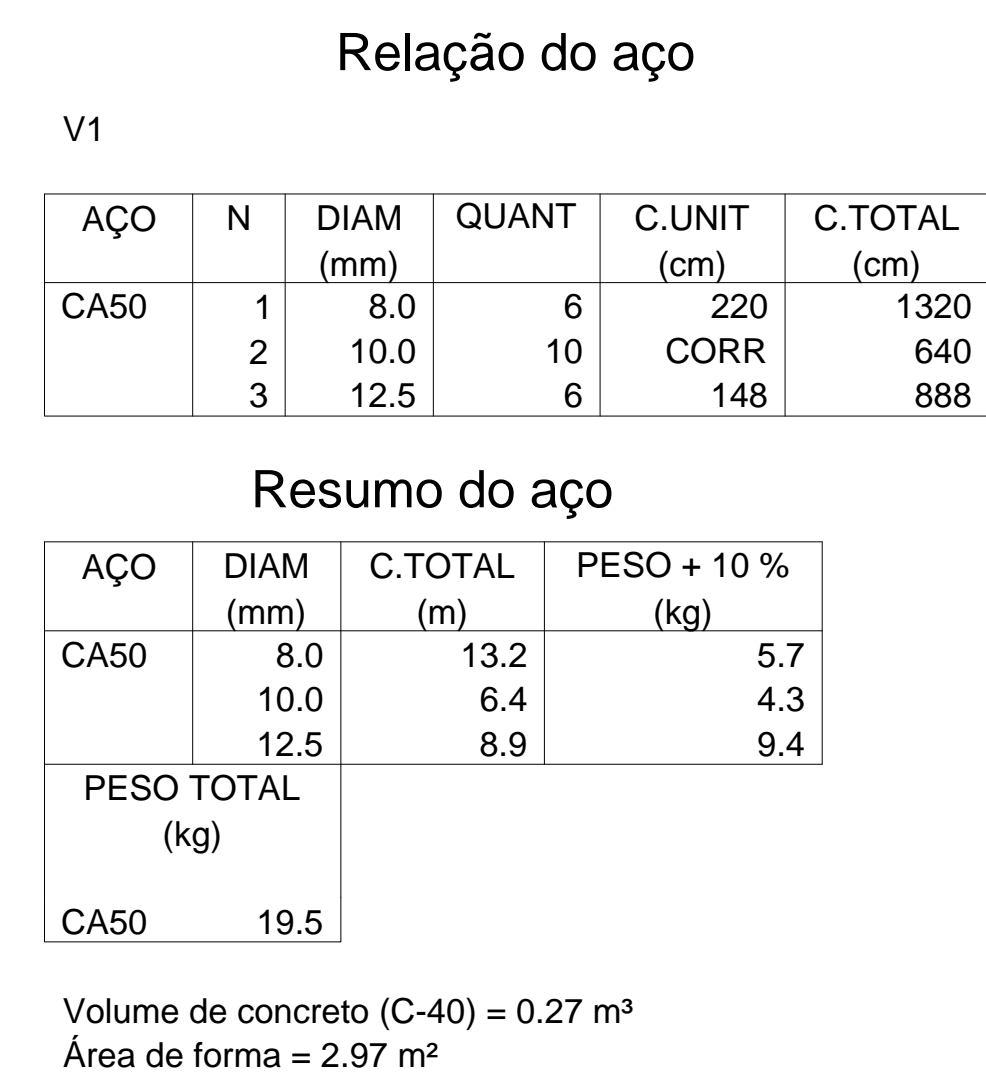 Relação do aço
V1
AÇO N DIAM QUANT C.UNIT C.TOTAL
(mm) (cm) (cm)
CA50 1 8.0 6 220 1320
2 10.0 10 CORR 640
3 12.5 6 148 888
Resumo do aço
AÇO DIAM C.TOTAL PESO + 10 %
(mm) (m) (kg)
CA50 8.0 13.2 5.7
10.0 6.4 4.3
12.5 8.9 9.4
PESO TOTAL
(kg)
CA50 19.5
Volume de concreto (C-40) = 0.27 m³
Área de forma = 2.97 m²